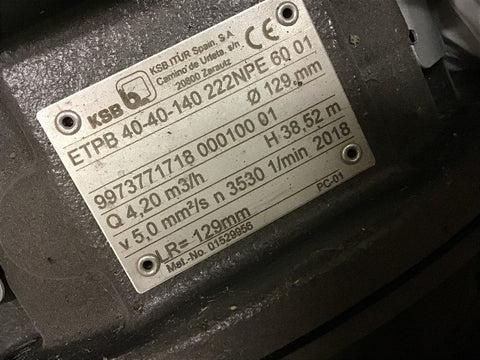 KSB
KSB ITUR Spain, S.A
Camino de Urteta, s/n
20800 Zarautz
CE
ETPB 40-40-140 222NPE 60 01
Ø 129, mm
9973771718 000100 01
Q 4,20 m3/h H 38,52 m
v 5,0 mm²/s n 3530 1/min 2018
LR= 129mm
Mat.-No. 01529956 PC-01